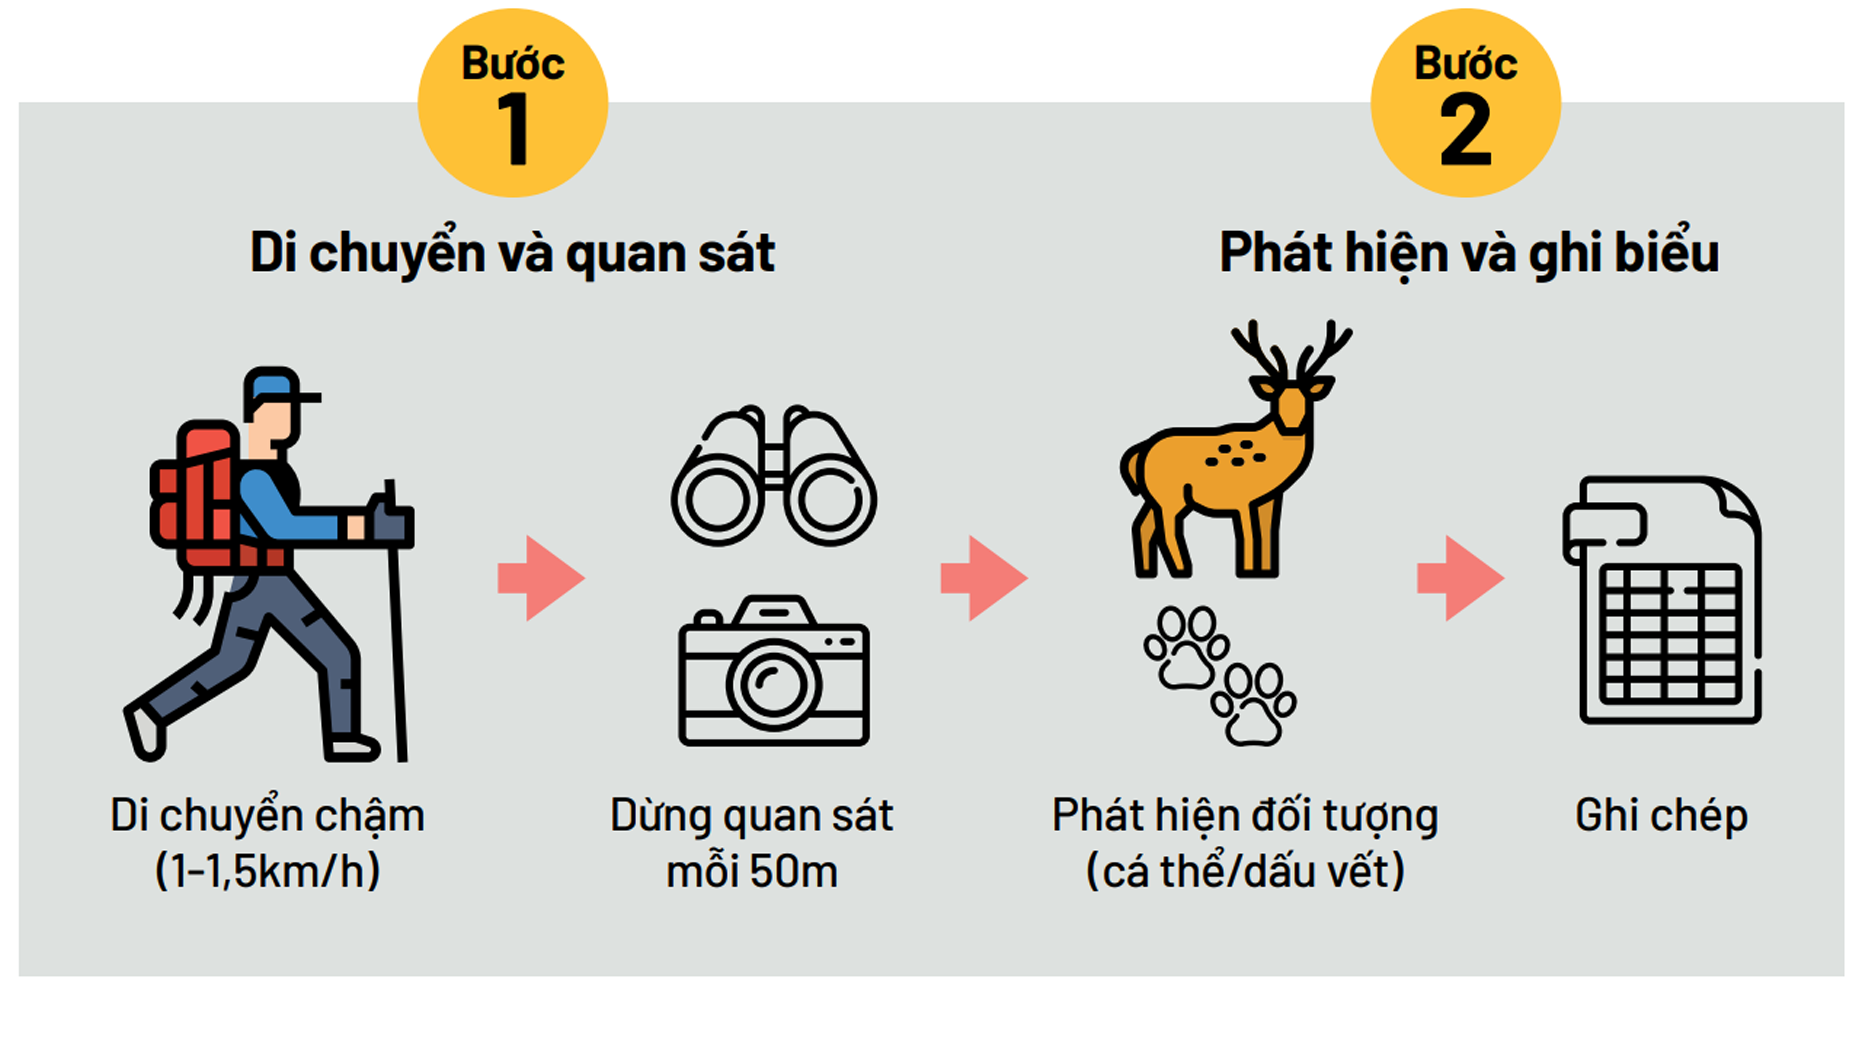 Bước
1
Di chuyển và quan sát
Bước
2
Phát hiện và ghi biểu
Di chuyển chậm
(1-1,5km/h)
Dừng quan sát
mỗi 50m
Phát hiện đối tượng
(cá thể/dấu vết)
Ghi chép